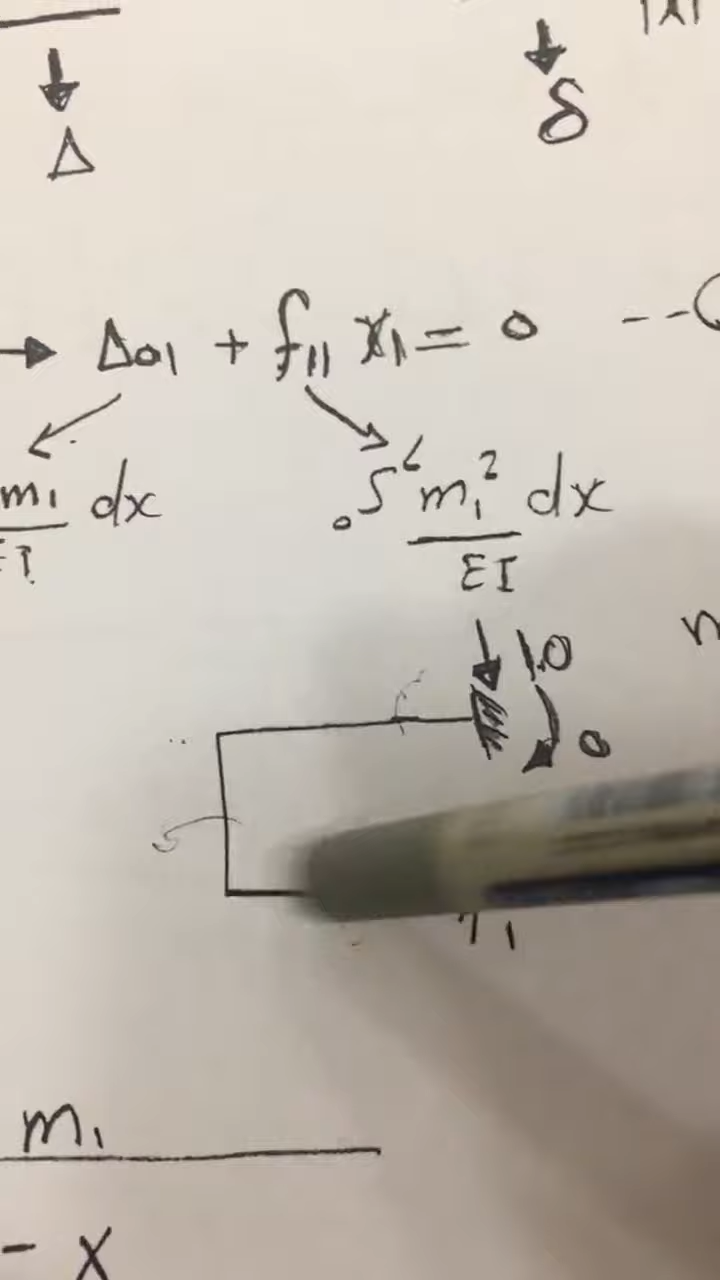 Δ δ
Δ01 + f11 X1 = 0 --
m1 dx ∫ m1² dx
EI
1.0
0
m1
- X